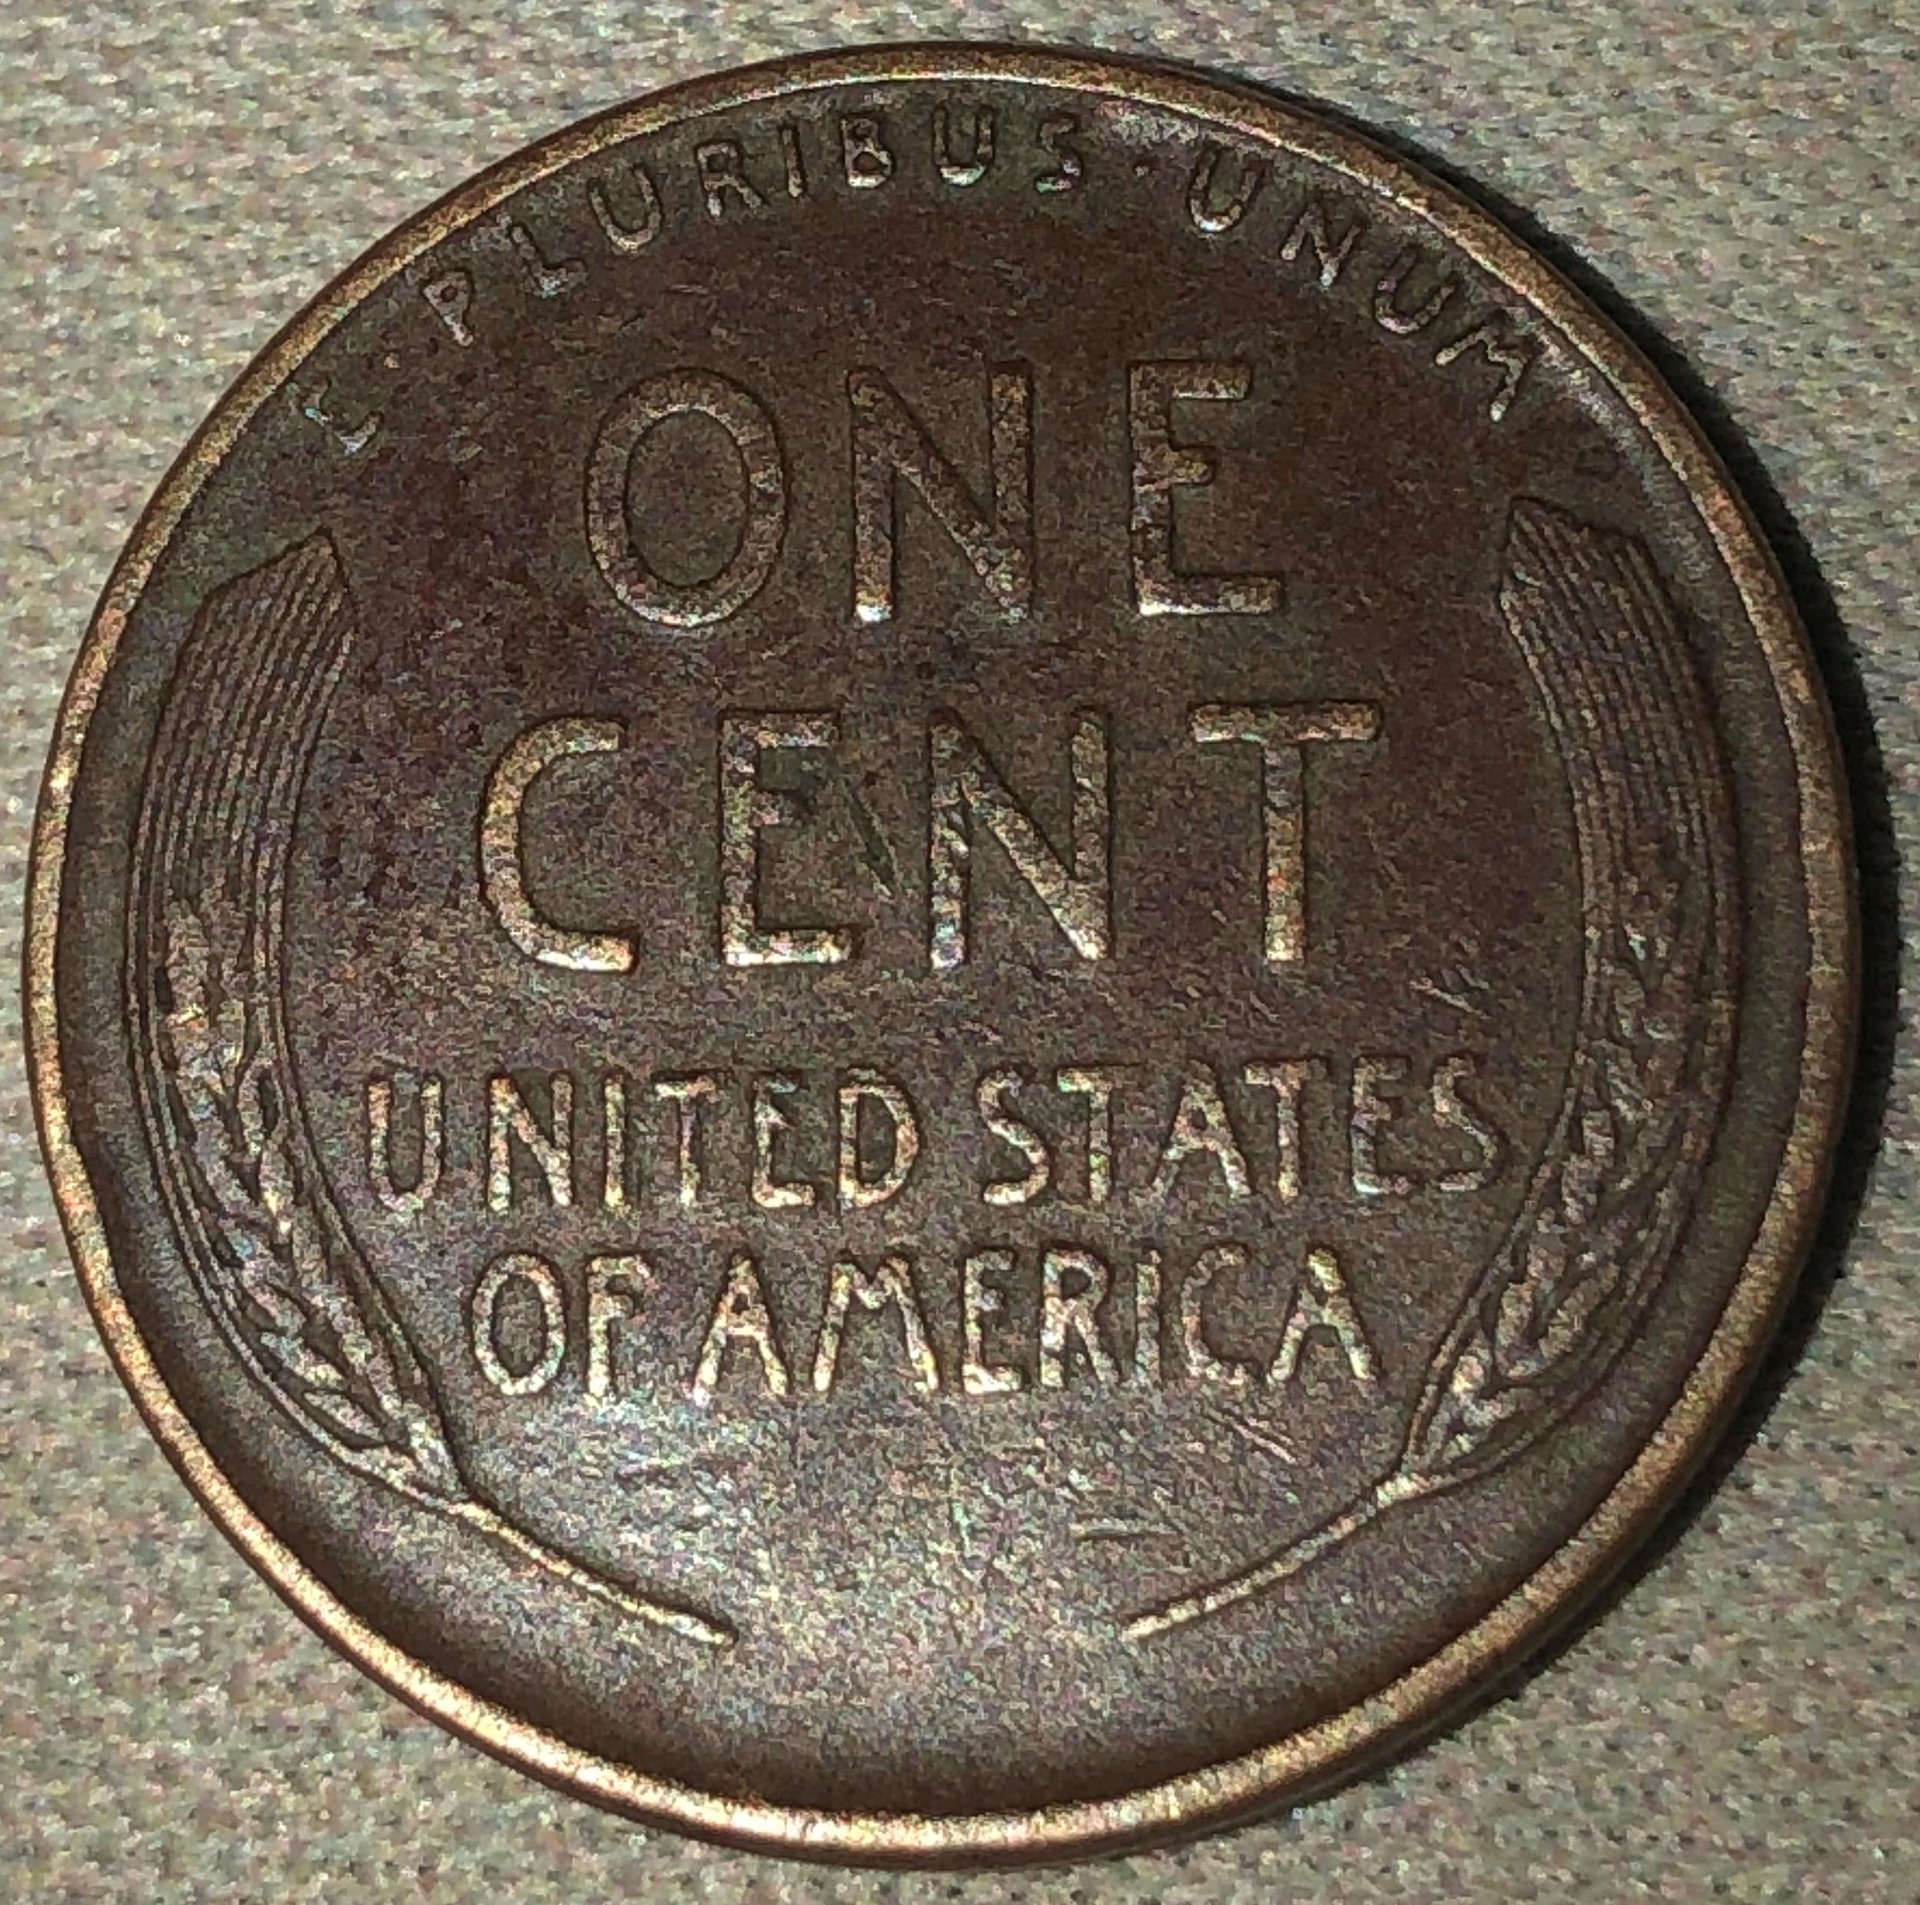 E · PLURIBUS · UNUM
ONE
CENT
UNITED STATES
OF AMERICA